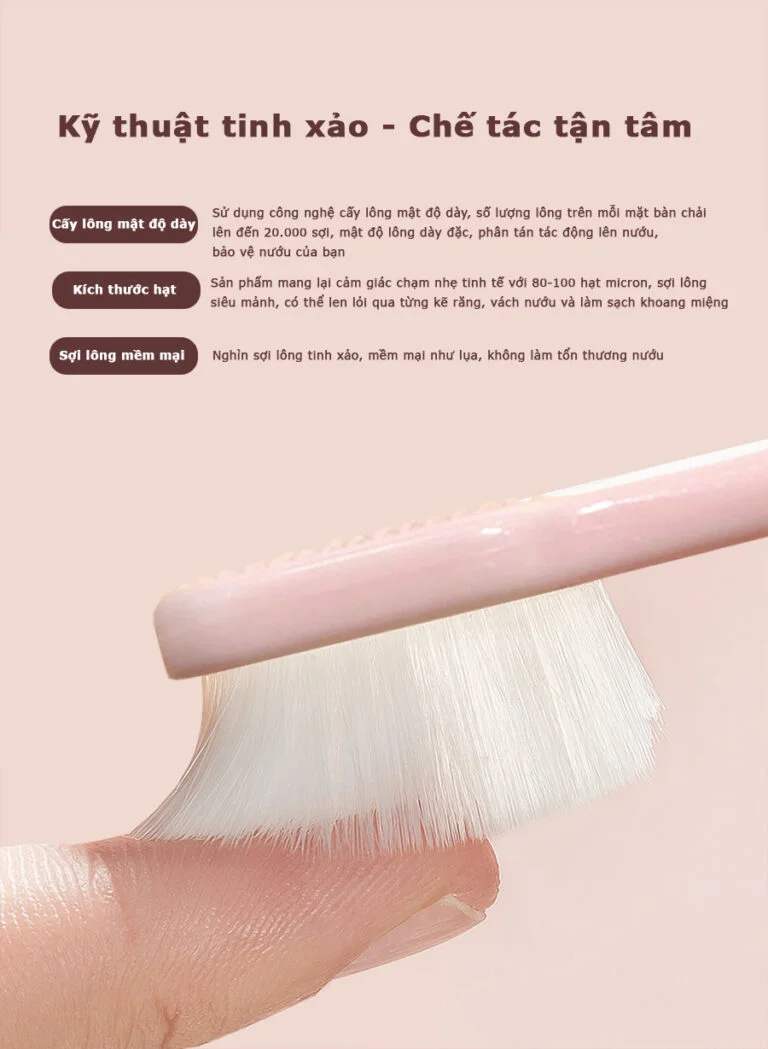 Kỹ thuật tinh xảo - Chế tác tận tâm
Cấy lông mật độ dày
Sử dụng công nghệ cấy lông mật độ dày, số lượng lông trên mỗi mặt bàn chải
lên đến 20.000 sợi, mật độ lông dày đặc, phân tán tác động lên nướu,
bảo vệ nướu của bạn
Kích thước hạt
Sản phẩm mang lại cảm giác chạm nhẹ tinh tế với 80-100 hạt micron, sợi lông
siêu mảnh, có thể len lỏi qua từng kẽ răng, vách nướu và làm sạch khoang miệng
Sợi lông mềm mại
Nghìn sợi lông tinh xảo, mềm mại như lụa, không làm tổn thương nướu